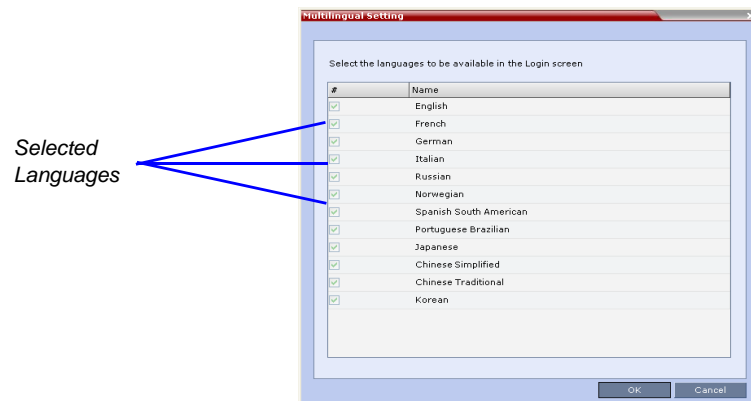 Multilingual Setting
Select the languages to be available in the Login screen
# Name
English
French
German
Italian
Russian
Norwegian
Spanish South American
Portuguese Brazilian
Japanese
Chinese Simplified
Chinese Traditional
Korean
OK Cancel
Selected
Languages